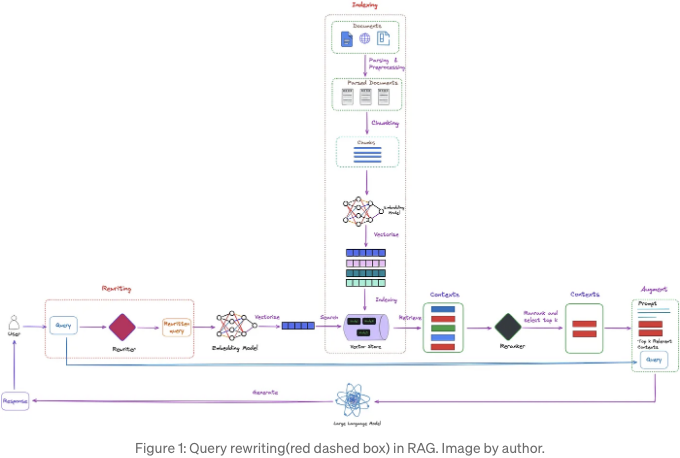 Indexing
Documents
Parsing &
Preprocessing
Parsed Documents
Chunking
Chunks
Embedding
Model
Vectorize
Indexing
Rewriting
User
Query
Rewriter
Rewritten
query
Vectorize
Embedding Model
Search
Vector Store
Retrieve
Contexts
Rerank and
select top k
Reranker
Contexts
Augment
Prompt
Top k Relevant
Contexts
Query
Generate
Response
Large Language Model
Figure 1: Query rewriting(red dashed box) in RAG. Image by author.